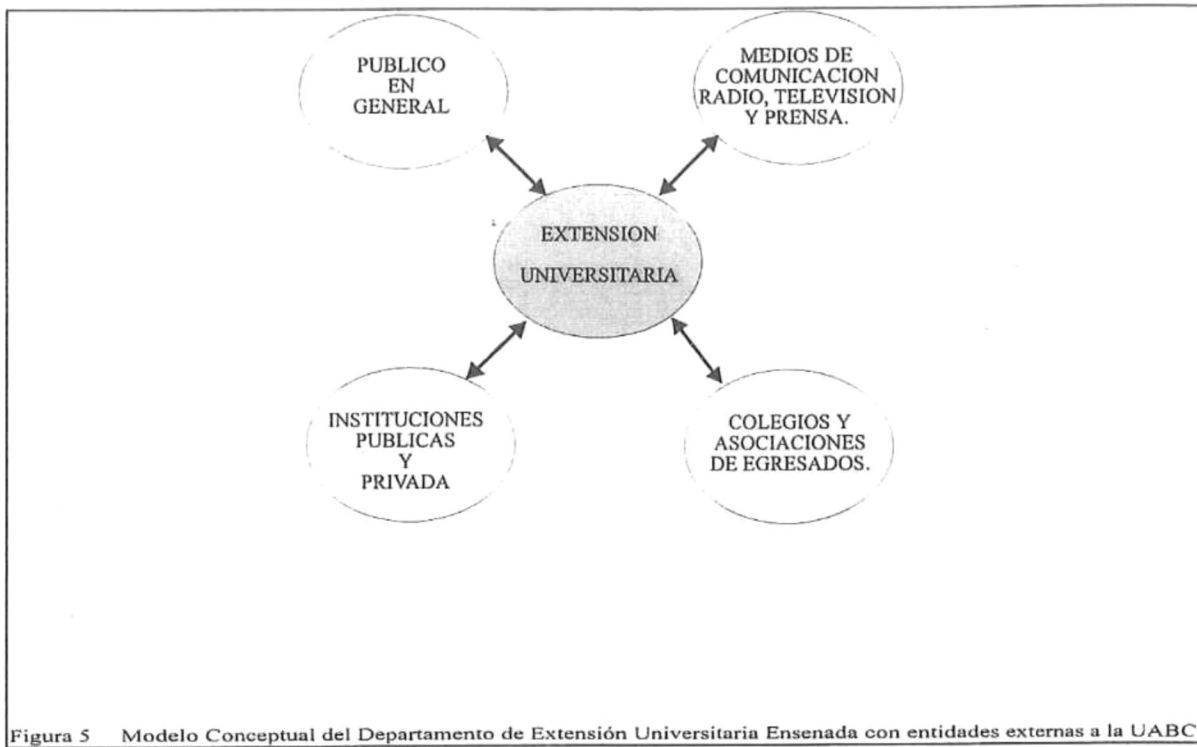 PUBLICO
EN
GENERAL
MEDIOS DE
COMUNICACION
RADIO, TELEVISION
Y PRENSA.
EXTENSION
UNIVERSITARIA
INSTITUCIONES
PUBLICAS
Y
PRIVADA
COLEGIOS Y
ASOCIACIONES
DE EGRESADOS.
Figura 5 Modelo Conceptual del Departamento de Extensión Universitaria Ensenada con entidades externas a la UABC